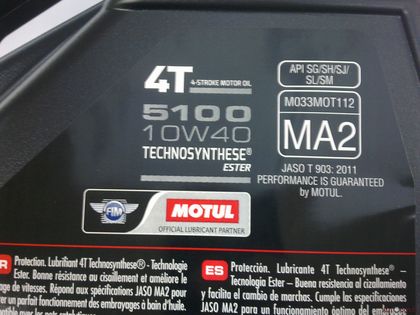 4T 4-STROKE MOTOR OIL
5100
10W40
TECHNOSYNTHESE®
ESTER
API SG/SH/SJ/
SL/SM
M033MOT112
MA2
JASO T 903: 2011
PERFORMANCE IS GUARANTEED
by MOTUL.
FIM
MOTUL
OFFICIAL LUBRICANT PARTNER
R Protection. Lubrifiant 4T Technosynthese® - Technologie
Ester. Bonne résistance au cisaillement et améliore le
age de vitesses. Répond aux spécifications JASO MA2 pour
r un parfait fonctionnement des embrayages à bain d'huile.
ES Protección. Lubricante 4T Technosynthese® -
Tecnología Ester – Buena resistencia al cizallamiento
y facilita el cambio de marchas. Cumple las especificaciones
JASO MA2 para un perfecto funcionamiento